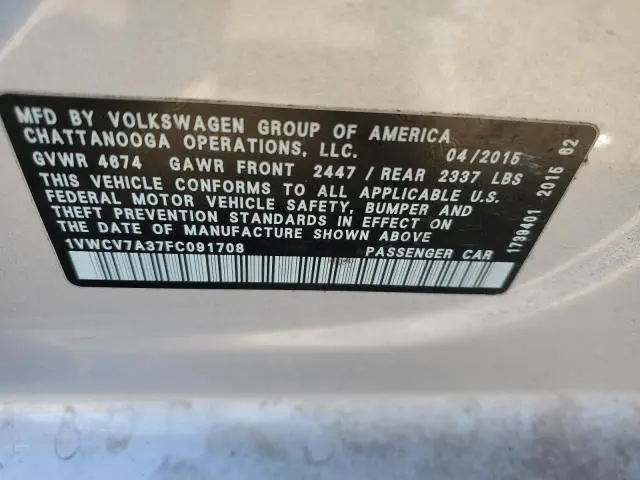 MFD BY VOLKSWAGEN GROUP OF AMERICA
CHATTANOOGA OPERATIONS, LLC. 04/2015
GVWR 4674 GAWR FRONT 2447 / REAR 2337 LBS
THIS VEHICLE CONFORMS TO ALL APPLICABLE U.S.
FEDERAL MOTOR VEHICLE SAFETY, BUMPER AND
THEFT PREVENTION STANDARDS IN EFFECT ON
THE DATE OF MANUFACTURE SHOWN ABOVE
1VWCV7A37FC091708 PASSENGER CAR
1739401 2015 62